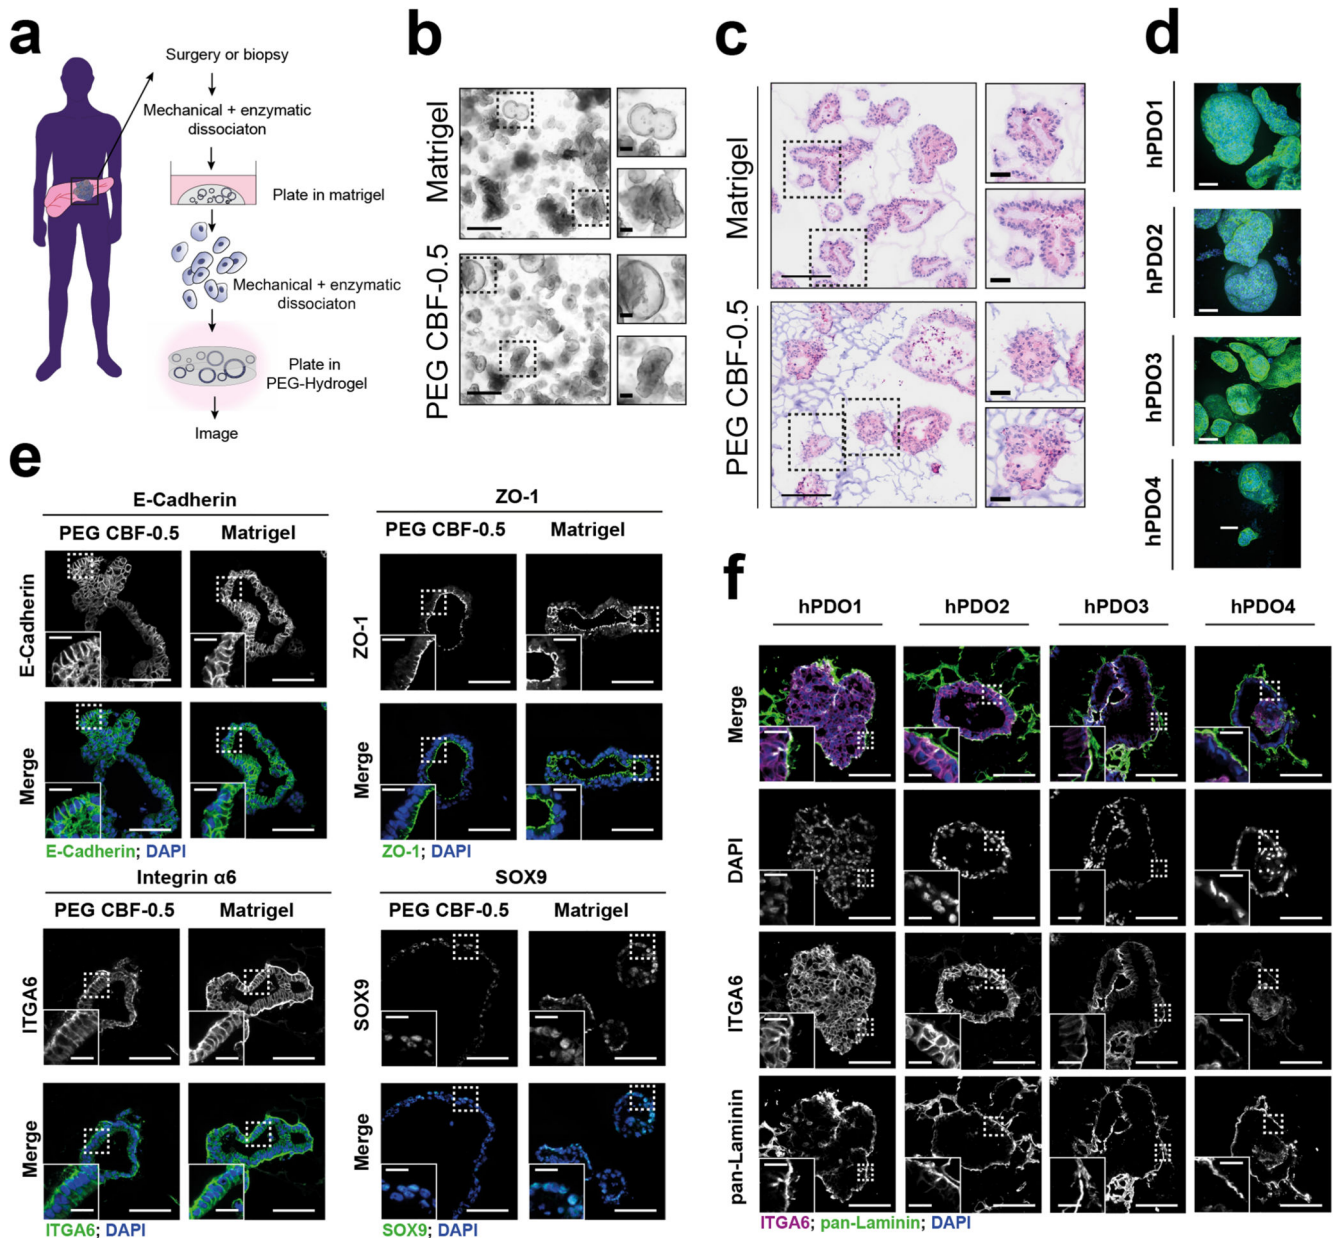 a
Surgery or biopsy
Mechanical + enzymatic
dissociaton
Plate in matrigel
Mechanical + enzymatic
dissociaton
Plate in
PEG-Hydrogel
Image
b
Matrigel
PEG CBF-0.5
c
Matrigel
PEG CBF-0.5
d
hPDO1
hPDO2
hPDO3
hPDO4
e
E-Cadherin
PEG CBF-0.5 Matrigel
E-Cadherin
Merge
E-Cadherin; DAPI
ZO-1
PEG CBF-0.5 Matrigel
ZO-1
Merge
ZO-1; DAPI
Integrin α6
PEG CBF-0.5 Matrigel
ITGA6
Merge
ITGA6; DAPI
SOX9
PEG CBF-0.5 Matrigel
SOX9
Merge
SOX9; DAPI
f
hPDO1 hPDO2 hPDO3 hPDO4
Merge
DAPI
ITGA6
pan-Laminin
ITGA6; pan-Laminin; DAPI